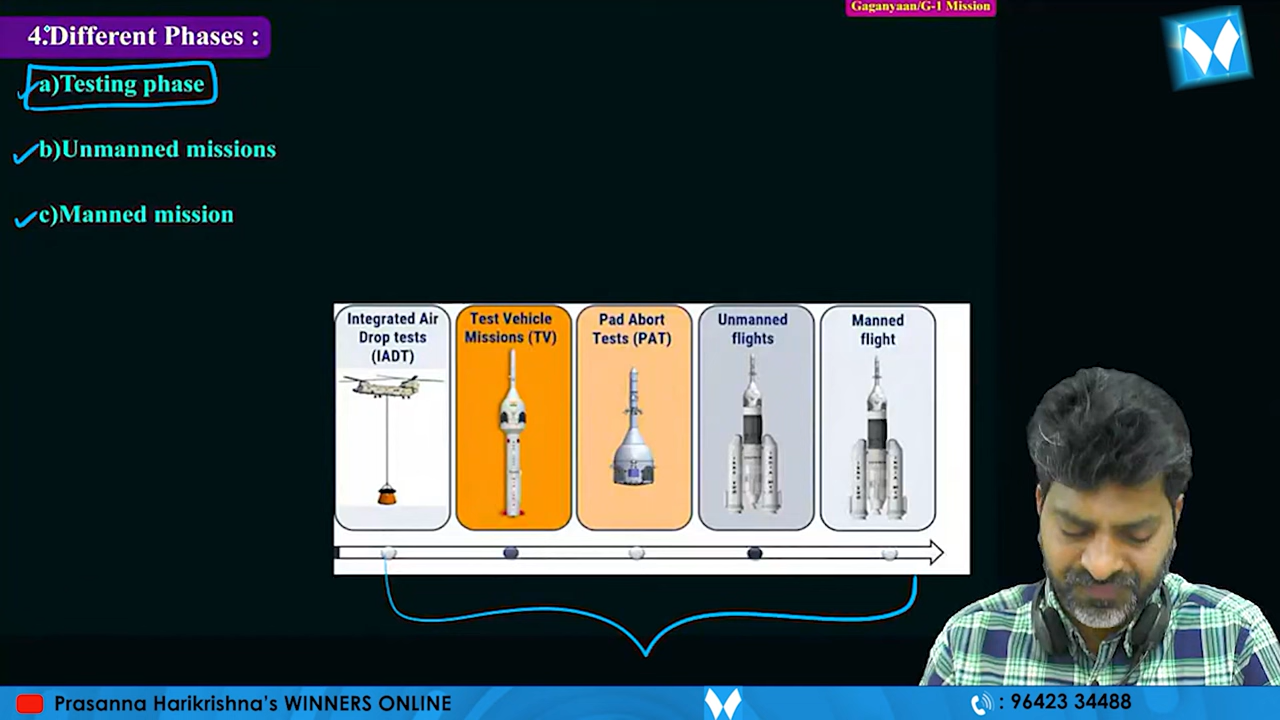 Gaganyaan/G-1 Mission
4.Different Phases :
a)Testing phase
b)Unmanned missions
c)Manned mission
Integrated Air
Drop tests
(IADT)
Test Vehicle
Missions (TV)
Pad Abort
Tests (PAT)
Unmanned
flights
Manned
flight
Prasanna Harikrishna's WINNERS ONLINE
: 96423 34488